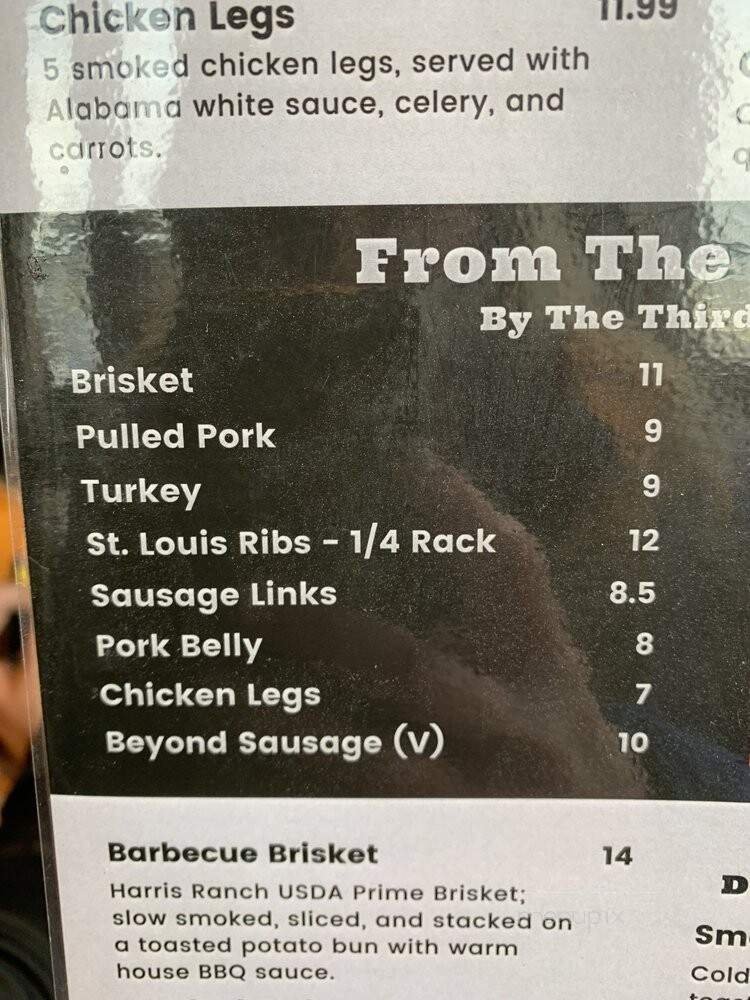 Chicken Legs 11.99
5 smoked chicken legs, served with
Alabama white sauce, celery, and
carrots.
From The
By The Third
Brisket 11
Pulled Pork 9
Turkey 9
St. Louis Ribs - 1/4 Rack 12
Sausage Links 8.5
Pork Belly 8
Chicken Legs 7
Beyond Sausage (V) 10
Barbecue Brisket 14
Harris Ranch USDA Prime Brisket;
slow smoked, sliced, and stacked on
a toasted potato bun with warm
house BBQ sauce.
D
Smo
Cold